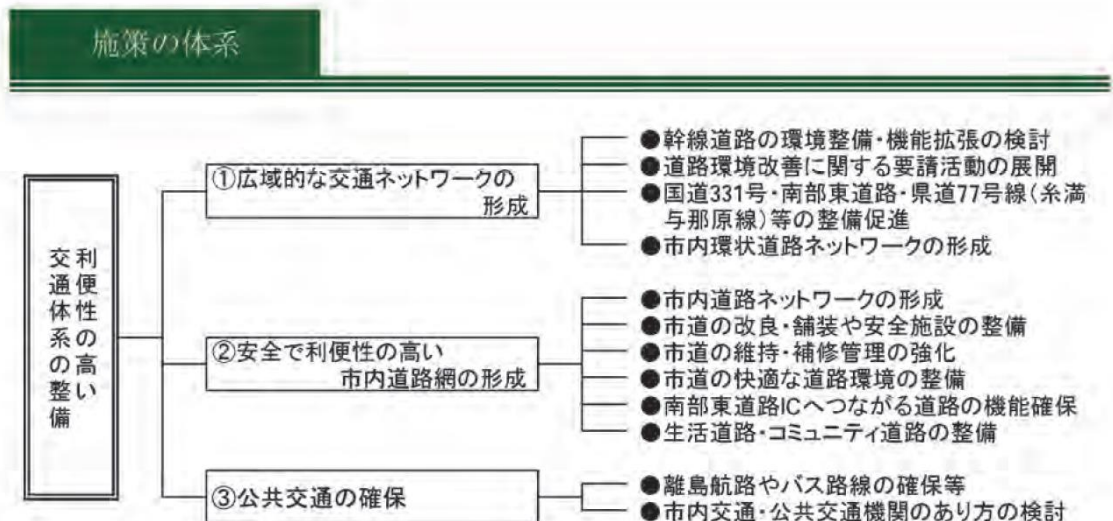 施策の体系
利便性の高い
交通体系の整備
①広域的な交通ネットワークの
形成
●幹線道路の環境整備・機能拡張の検討
●道路環境改善に関する要請活動の展開
●国道331号・南部東道路・県道77号線(糸満
与那原線)等の整備促進
●市内環状道路ネットワークの形成
②安全で利便性の高い
市内道路網の形成
●市内道路ネットワークの形成
●市道の改良・舗装や安全施設の整備
●市道の維持・補修管理の強化
●市道の快適な道路環境の整備
●南部東道路ICへつながる道路の機能確保
●生活道路・コミュニティ道路の整備
③公共交通の確保
●離島航路やバス路線の確保等
●市内交通・公共交通機関のあり方の検討